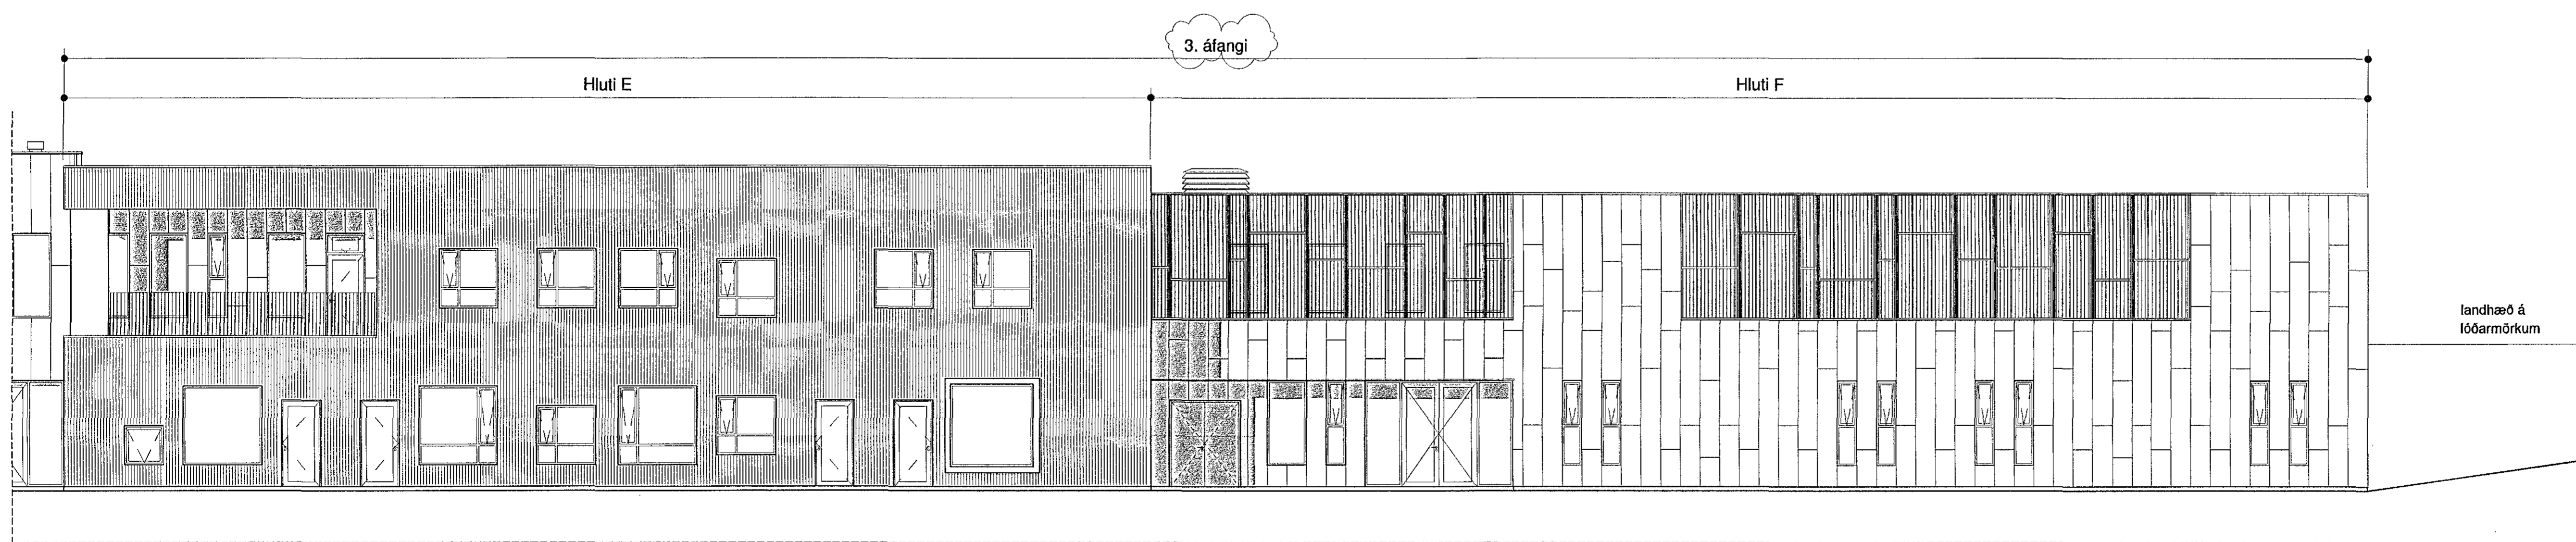 3. áfangi
Hluti E
Hluti F
landhæð á
lóðarmörkum